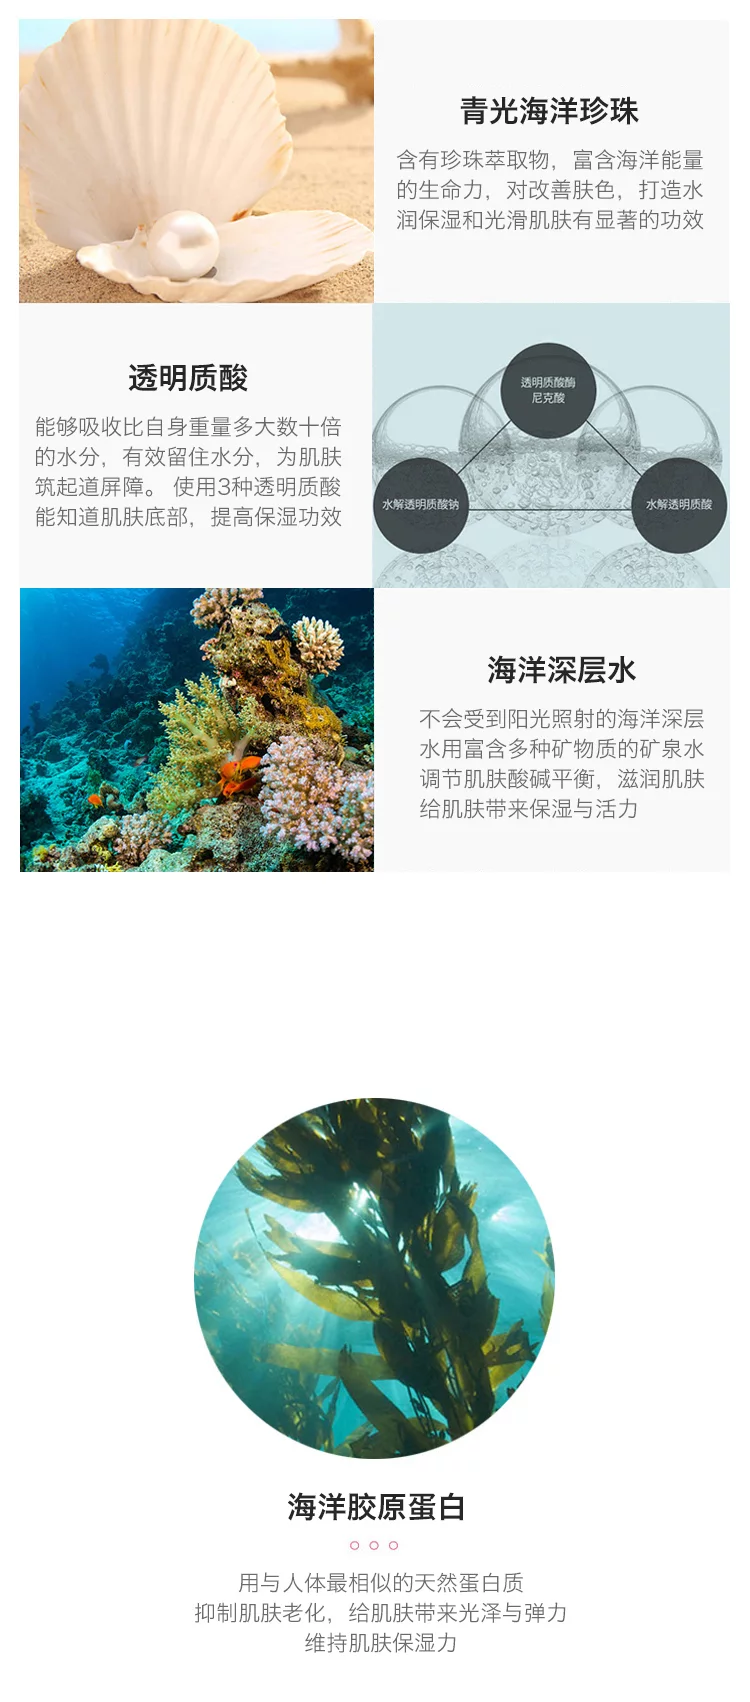 青光海洋珍珠
含有珍珠萃取物，富含海洋能量
的生命力，对改善肤色，打造水
润保湿和光滑肌肤有显著的功效
透明质酸
能够吸收比自身重量多大数十倍
的水分，有效留住水分，为肌肤
筑起道屏障。 使用3种透明质酸
能知道肌肤底部，提高保湿功效
透明质酸酶
尼克酸
水解透明质酸钠
水解透明质酸
海洋深层水
不会受到阳光照射的海洋深层
水用富含多种矿物质的矿泉水
调节肌肤酸碱平衡，滋润肌肤
给肌肤带来保湿与活力
海洋胶原蛋白
用与人体最相似的天然蛋白质
抑制肌肤老化，给肌肤带来光泽与弹力
维持肌肤保湿力